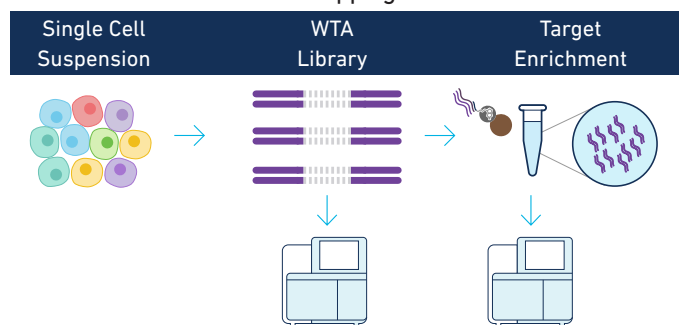 Single Cell
Suspension
WTA
Library
Target
Enrichment